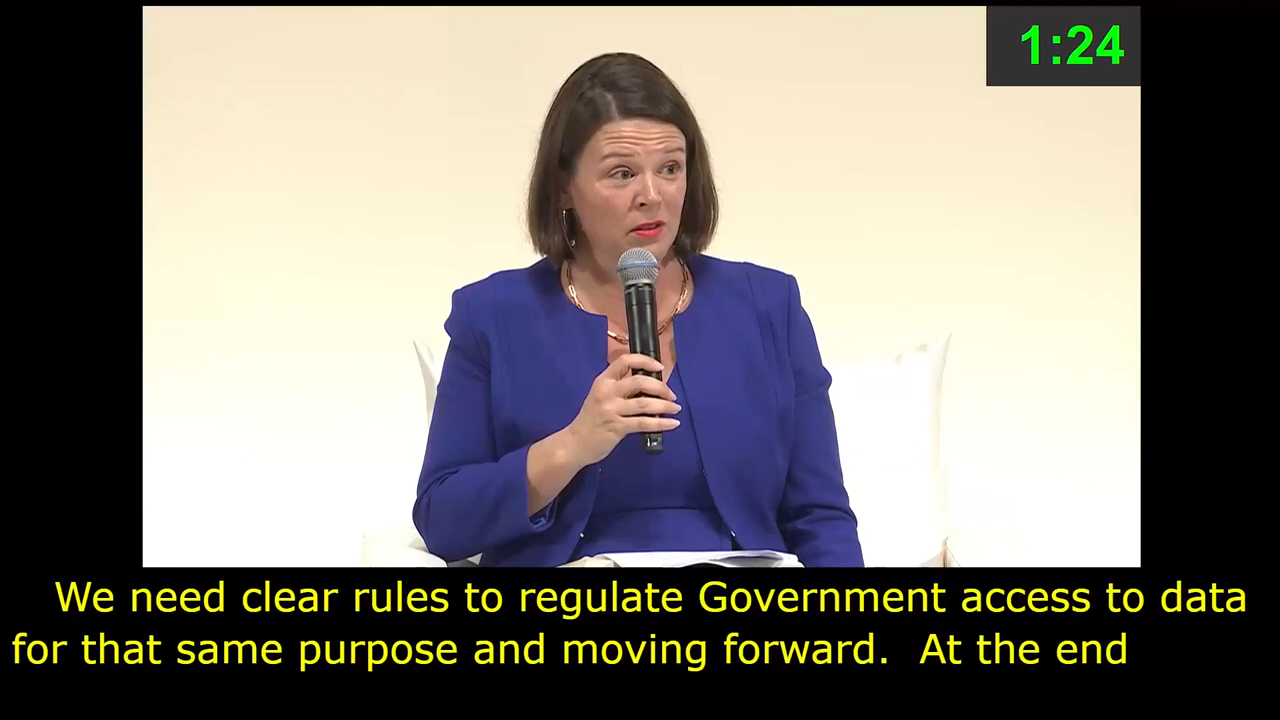 1:24
We need clear rules to regulate Government access to data
for that same purpose and moving forward.  At the end